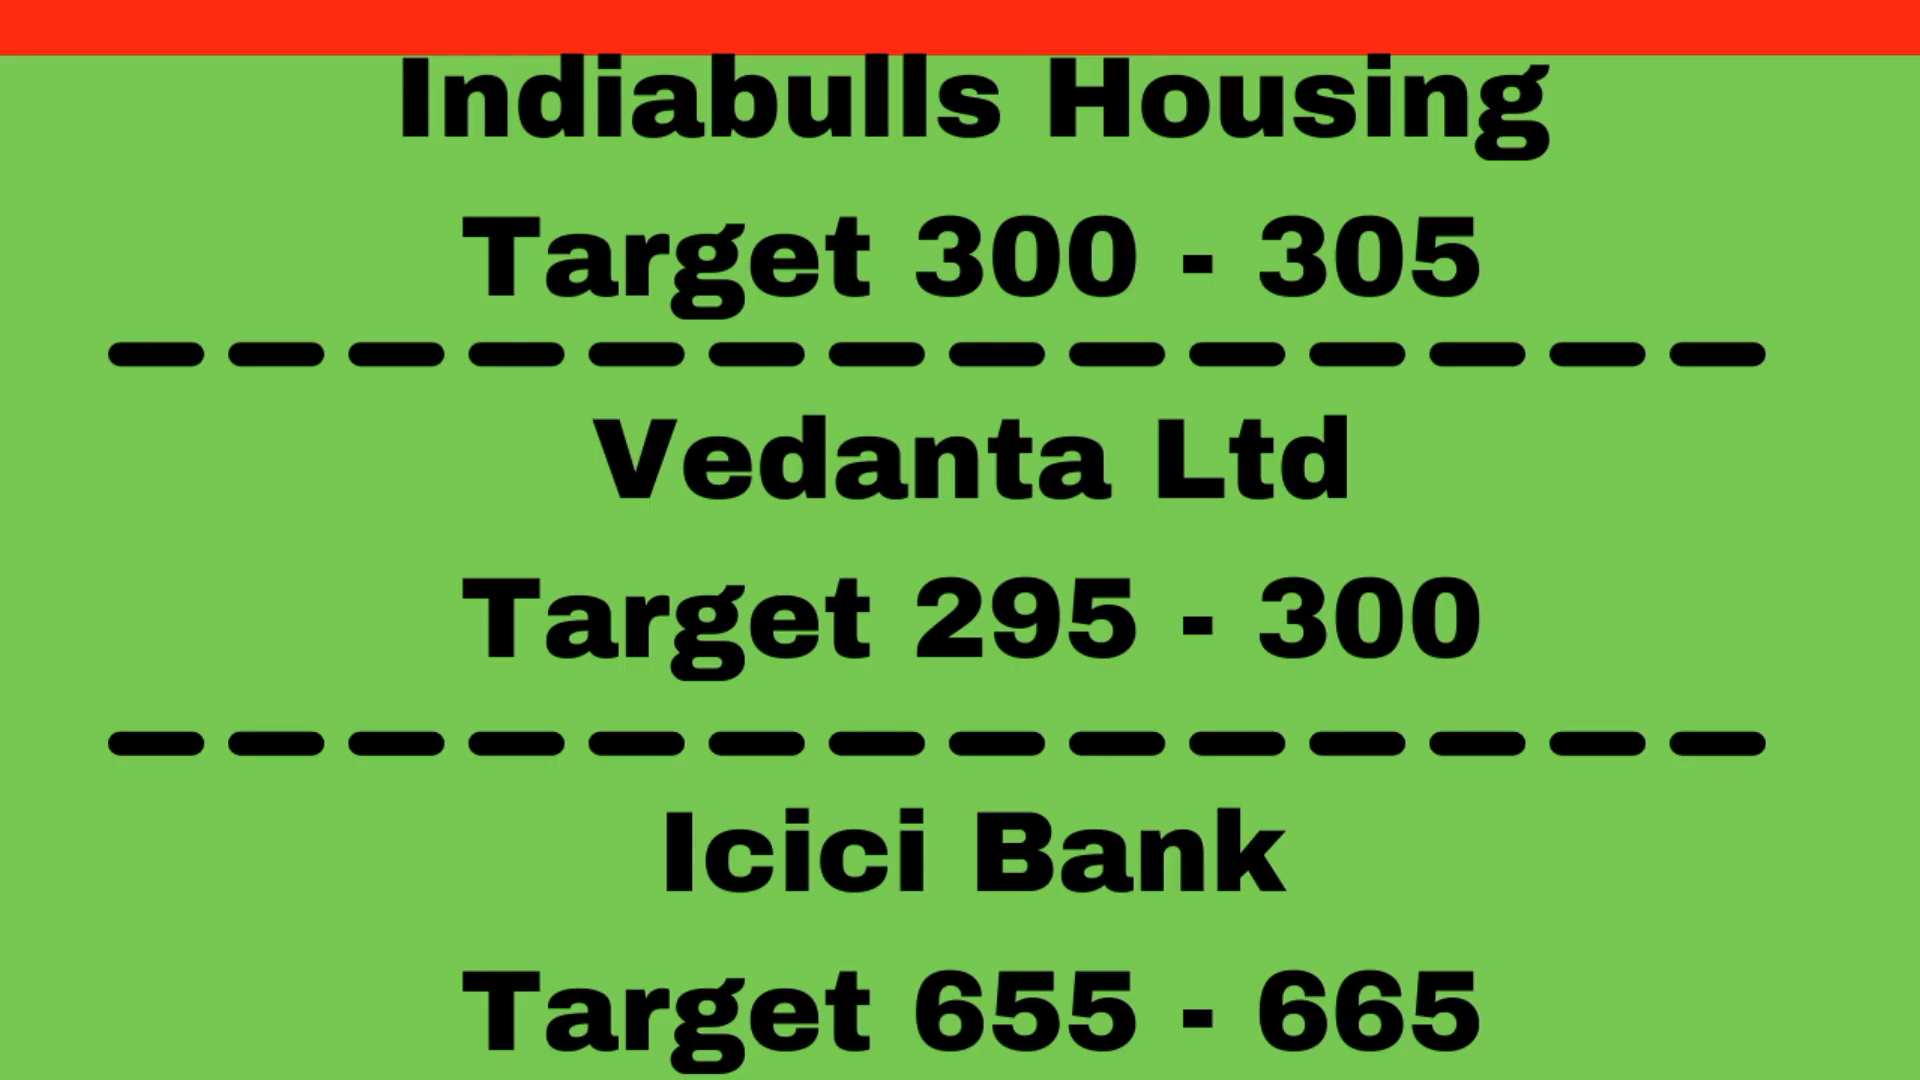 Indiabulls Housing
Target 300 - 305
Vedanta Ltd
Target 295 - 300
Icici Bank
Target 655 - 665